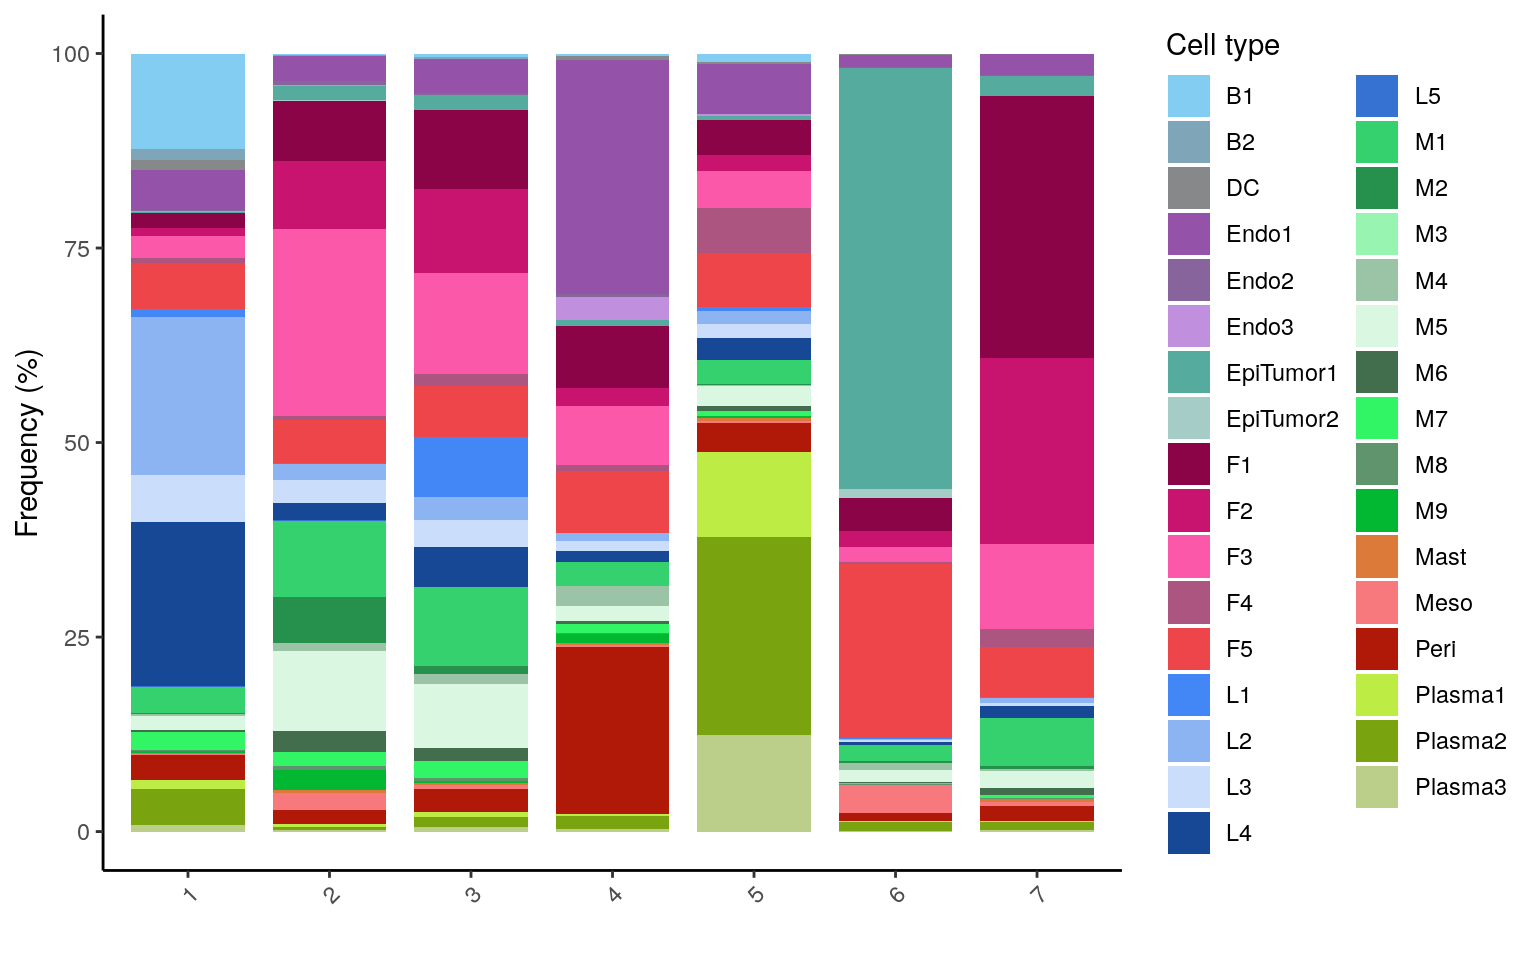 Cell type
B1
B2
DC
Endo1
Endo2
Endo3
EpiTumor1
EpiTumor2
F1
F2
F3
F4
F5
L1
L2
L3
L4
L5
M1
M2
M3
M4
M5
M6
M7
M8
M9
Mast
Meso
Peri
Plasma1
Plasma2
Plasma3
Frequency (%)
100
75
50
25
0
1
2
3
4
5
6
7